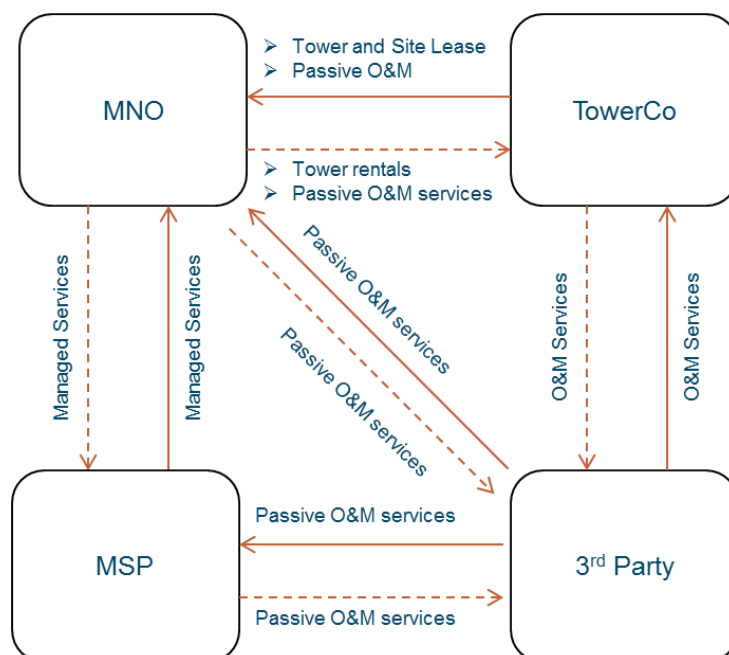 ➢ Tower and Site Lease
➢ Passive O&M
MNO
TowerCo
➢ Tower rentals
➢ Passive O&M services
Passive O&M services
Passive O&M services
Managed Services
Managed Services
O&M Services
O&M Services
Passive O&M services
MSP
3rd Party
Passive O&M services